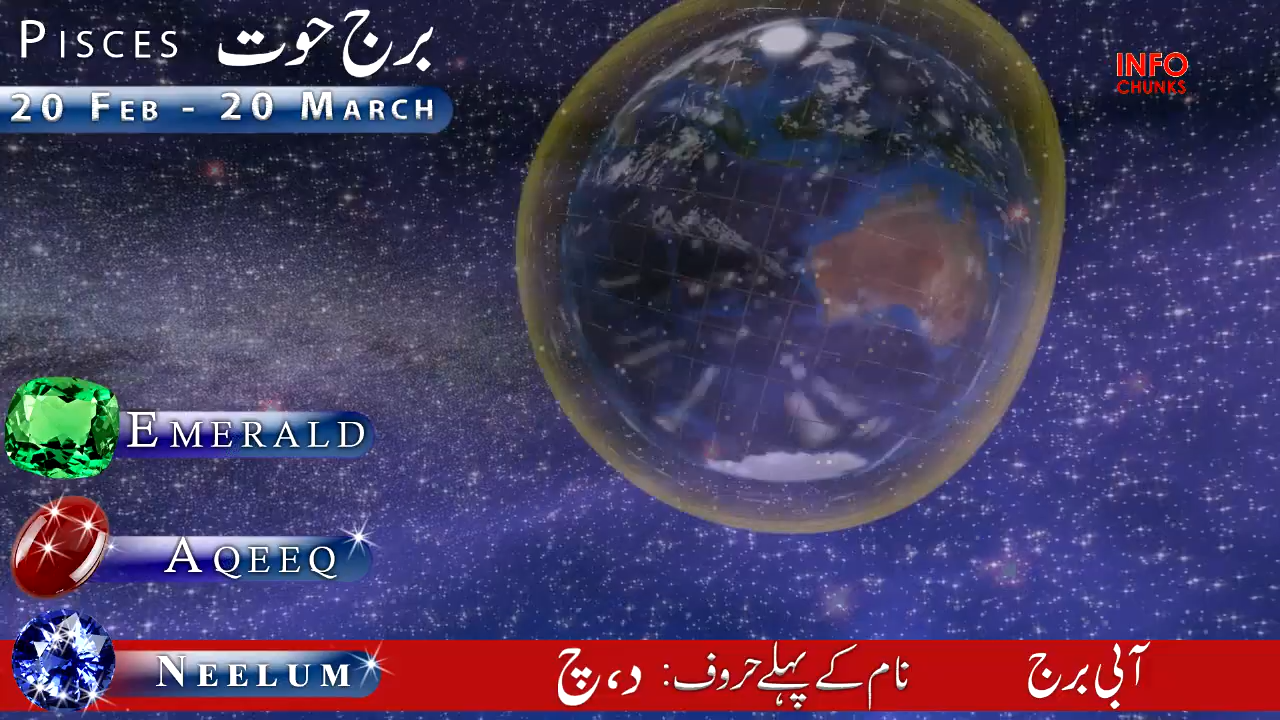 PISCES برج حوت
20 FEB - 20 MARCH
INFO
CHUNKS
EMERALD
AQEEQ
NEELUM
آبی برج
نام کے پہلے حروف: د، چ